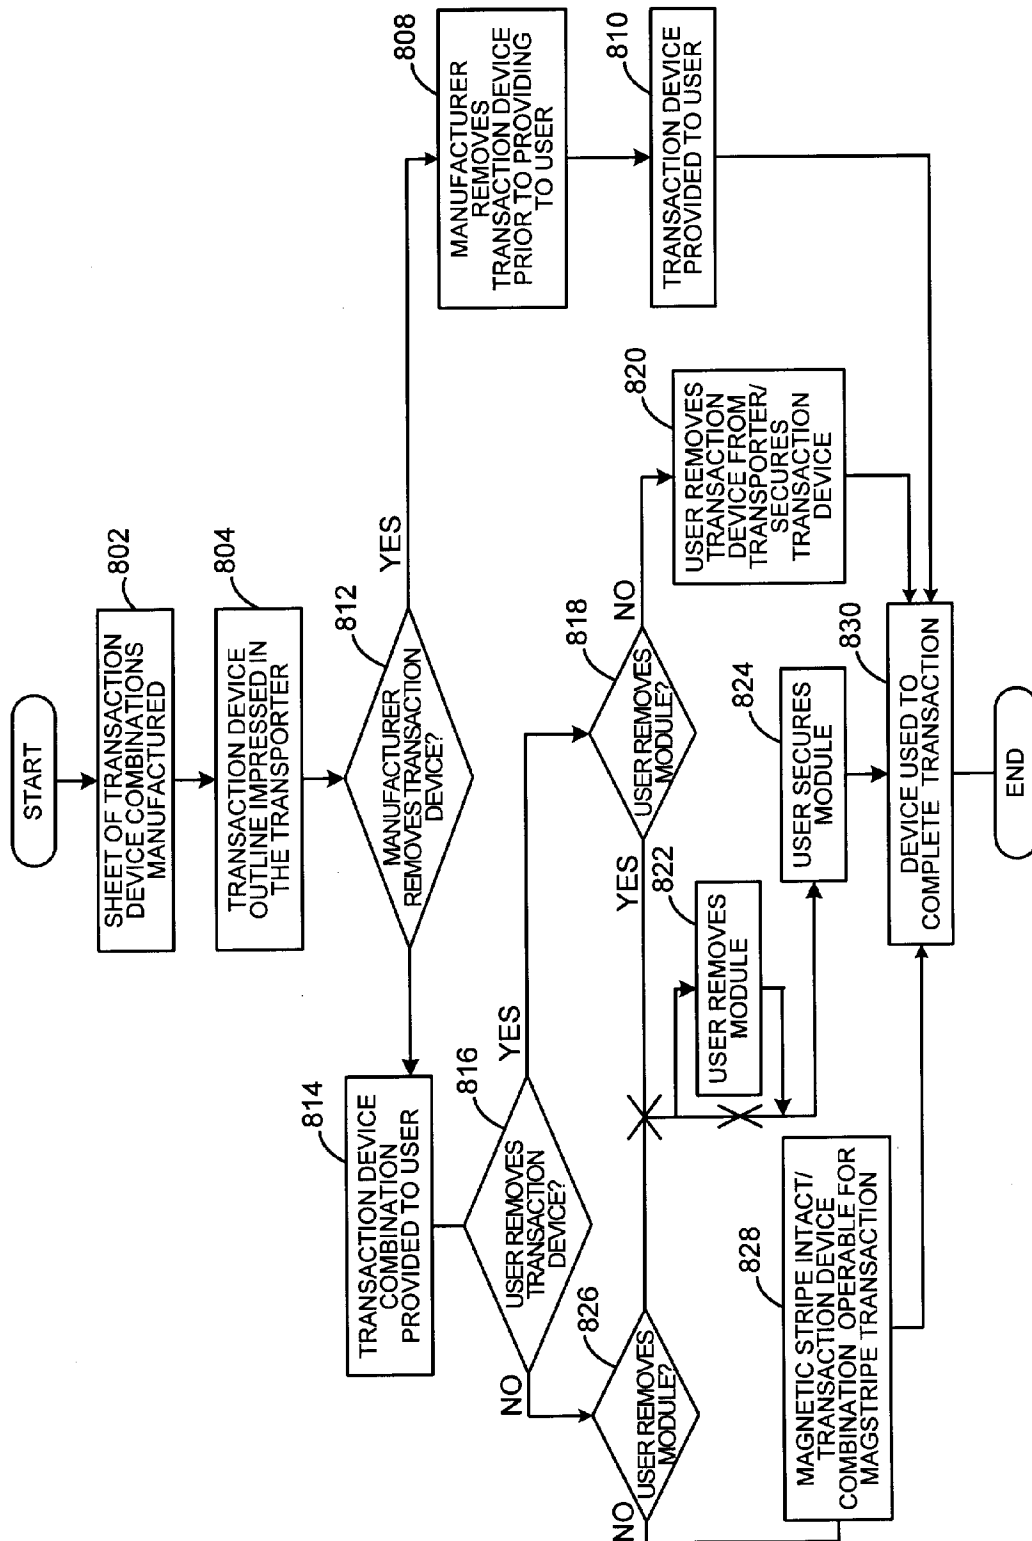 START
802
SHEET OF TRANSACTION
DEVICE COMBINATIONS
MANUFACTURED
804
TRANSACTION DEVICE
OUTLINE IMPRESSED IN
THE TRANSPORTER
812
MANUFACTURER
REMOVES TRANSACTION
DEVICE?
YES
808
MANUFACTURER
REMOVES
TRANSACTION DEVICE
PRIOR TO PROVIDING
TO USER
810
TRANSACTION DEVICE
PROVIDED TO USER
814
TRANSACTION DEVICE
COMBINATION
PROVIDED TO USER
816
USER REMOVES
TRANSACTION
DEVICE?
YES
NO
818
USER REMOVES
MODULE?
NO
YES
820
USER REMOVES
TRANSACTION
DEVICE FROM
TRANSPORTER/
SECURES
TRANSACTION
DEVICE
822
USER REMOVES
MODULE
824
USER SECURES
MODULE
826
USER REMOVES
MODULE?
NO
828
MAGNETIC STRIPE INTACT/
TRANSACTION DEVICE
COMBINATION OPERABLE FOR
MAGSTRIPE TRANSACTION
830
DEVICE USED TO
COMPLETE TRANSACTION
END